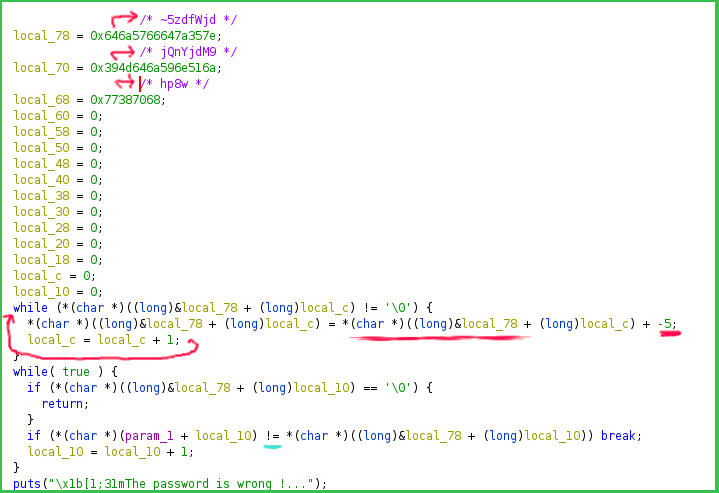 /* ~5zdfWjd */
local_78 = 0x646a5766647a357e;
/* jQnYjdM9 */
local_70 = 0x394d646a596e516a;
/* hp8w */
local_68 = 0x77387068;
local_60 = 0;
local_58 = 0;
local_50 = 0;
local_48 = 0;
local_40 = 0;
local_38 = 0;
local_30 = 0;
local_28 = 0;
local_20 = 0;
local_18 = 0;
local_c = 0;
local_10 = 0;
while (*(char *)((long)&local_78 + (long)local_c) != '\0') {
*(char *)((long)&local_78 + (long)local_c) = *(char *)((long)&local_78 + (long)local_c) + -5;
local_c = local_c + 1;
}
while( true ) {
if (*(char *)((long)&local_78 + (long)local_10) == '\0') {
return;
}
if (*(char *)(param_1 + local_10) != *(char *)((long)&local_78 + (long)local_10)) break;
local_10 = local_10 + 1;
}
puts("\x1b[1;31mThe password is wrong !...");